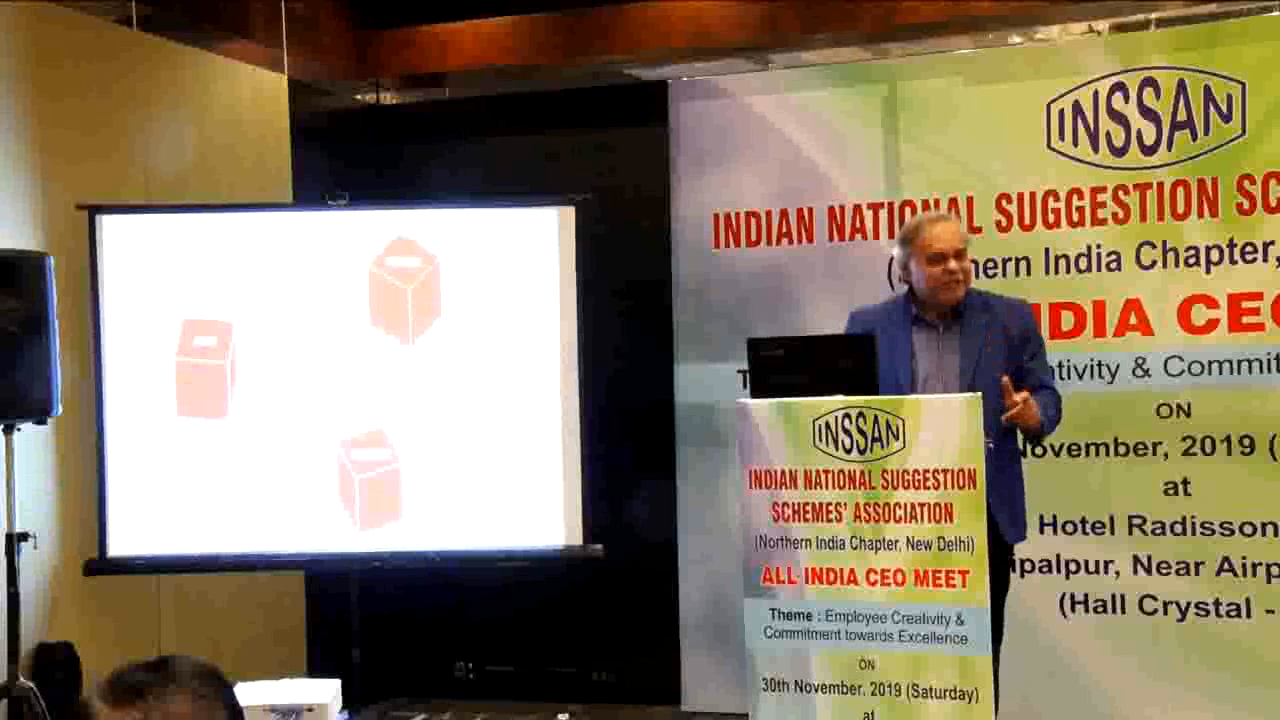 INSSAN
INDIAN NATIONAL SUGGESTION SC
hern India Chapter,
INDIA CEO
tivity & Commit
ON
November, 2019 (
at
Hotel Radisson
ipalpur, Near Airp
(Hall Crystal -
INSSAN
INDIAN NATIONAL SUGGESTION
SCHEMES' ASSOCIATION
(Northern India Chapter, New Delhi)
ALL INDIA CEO MEET
Theme : Employee Creativity &
Commitment towards Excellence
ON
30th November, 2019 (Saturday)
at